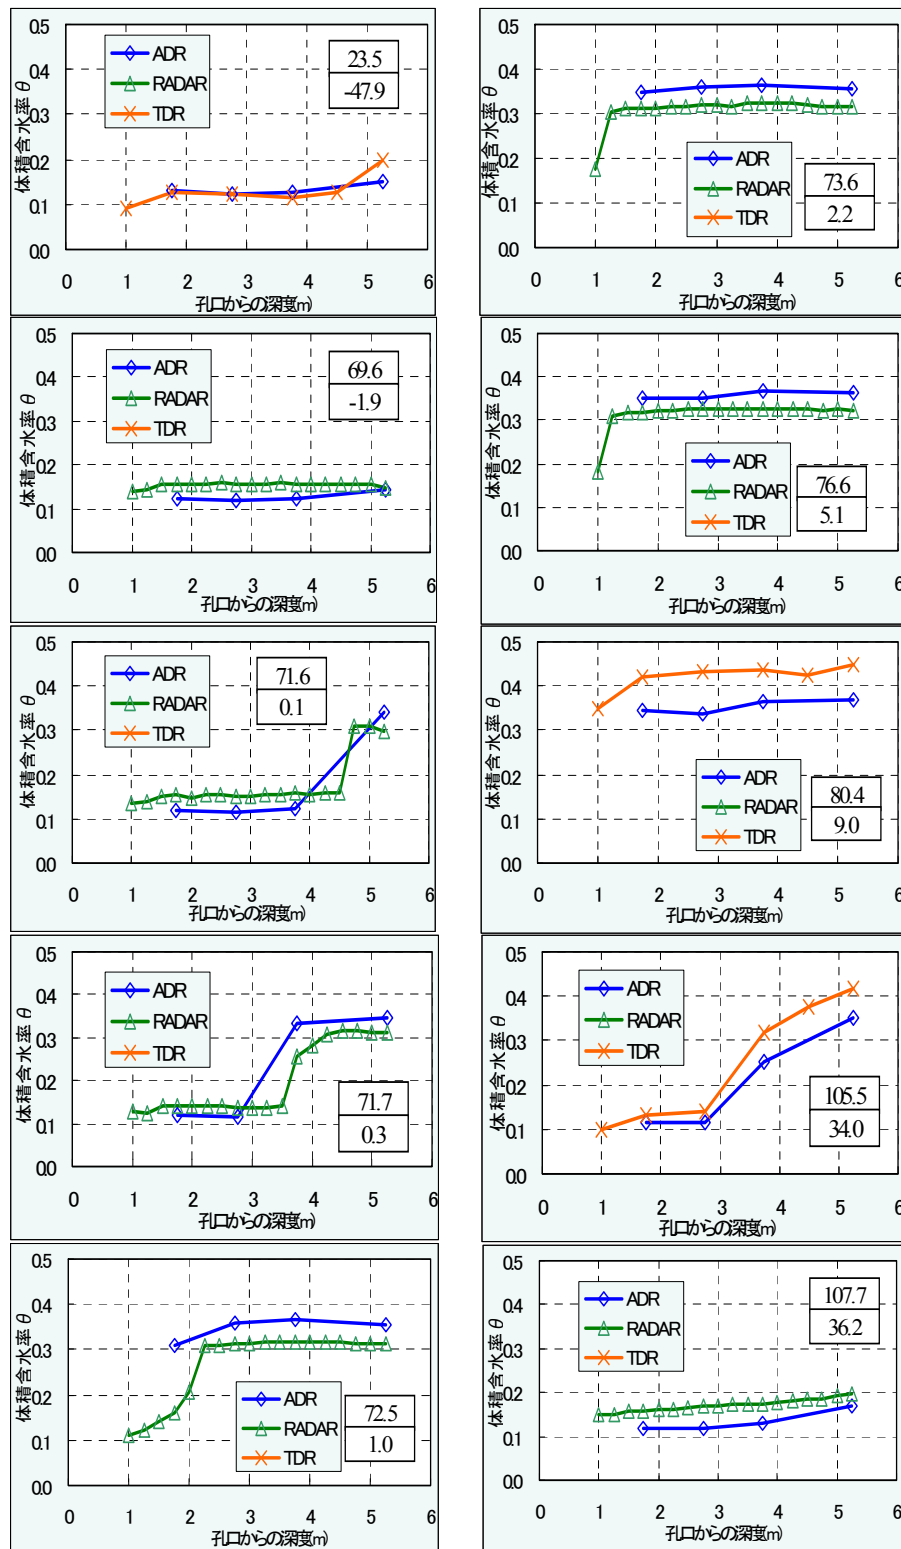 体積含水率 θ
0.5
0.4
0.3
0.2
0.1
0.0
ADR
RADAR
TDR
23.5
-47.9
0 1 2 3 4 5 6
孔口からの深度(m)
体積含水率 θ
0.5
0.4
0.3
0.2
0.1
0.0
ADR
RADAR
TDR
69.6
-1.9
0 1 2 3 4 5 6
孔口からの深度(m)
体積含水率 θ
0.5
0.4
0.3
0.2
0.1
0.0
ADR
RADAR
TDR
71.6
0.1
0 1 2 3 4 5 6
孔口からの深度(m)
体積含水率 θ
0.5
0.4
0.3
0.2
0.1
0.0
ADR
RADAR
TDR
71.7
0.3
0 1 2 3 4 5 6
孔口からの深度(m)
体積含水率 θ
0.5
0.4
0.3
0.2
0.1
0.0
ADR
RADAR
TDR
72.5
1.0
0 1 2 3 4 5 6
孔口からの深度(m)
体積含水率 θ
0.5
0.4
0.3
0.2
0.1
0.0
ADR
RADAR
TDR
73.6
2.2
0 1 2 3 4 5 6
孔口からの深度(m)
体積含水率 θ
0.5
0.4
0.3
0.2
0.1
0.0
ADR
RADAR
TDR
76.6
5.1
0 1 2 3 4 5 6
孔口からの深度(m)
体積含水率 θ
0.5
0.4
0.3
0.2
0.1
0.0
ADR
RADAR
TDR
80.4
9.0
0 1 2 3 4 5 6
孔口からの深度(m)
体積含水率 θ
0.5
0.4
0.3
0.2
0.1
0.0
ADR
RADAR
TDR
105.5
34.0
0 1 2 3 4 5 6
孔口からの深度(m)
体積含水率 θ
0.5
0.4
0.3
0.2
0.1
0.0
ADR
RADAR
TDR
107.7
36.2
0 1 2 3 4 5 6
孔口からの深度(m)